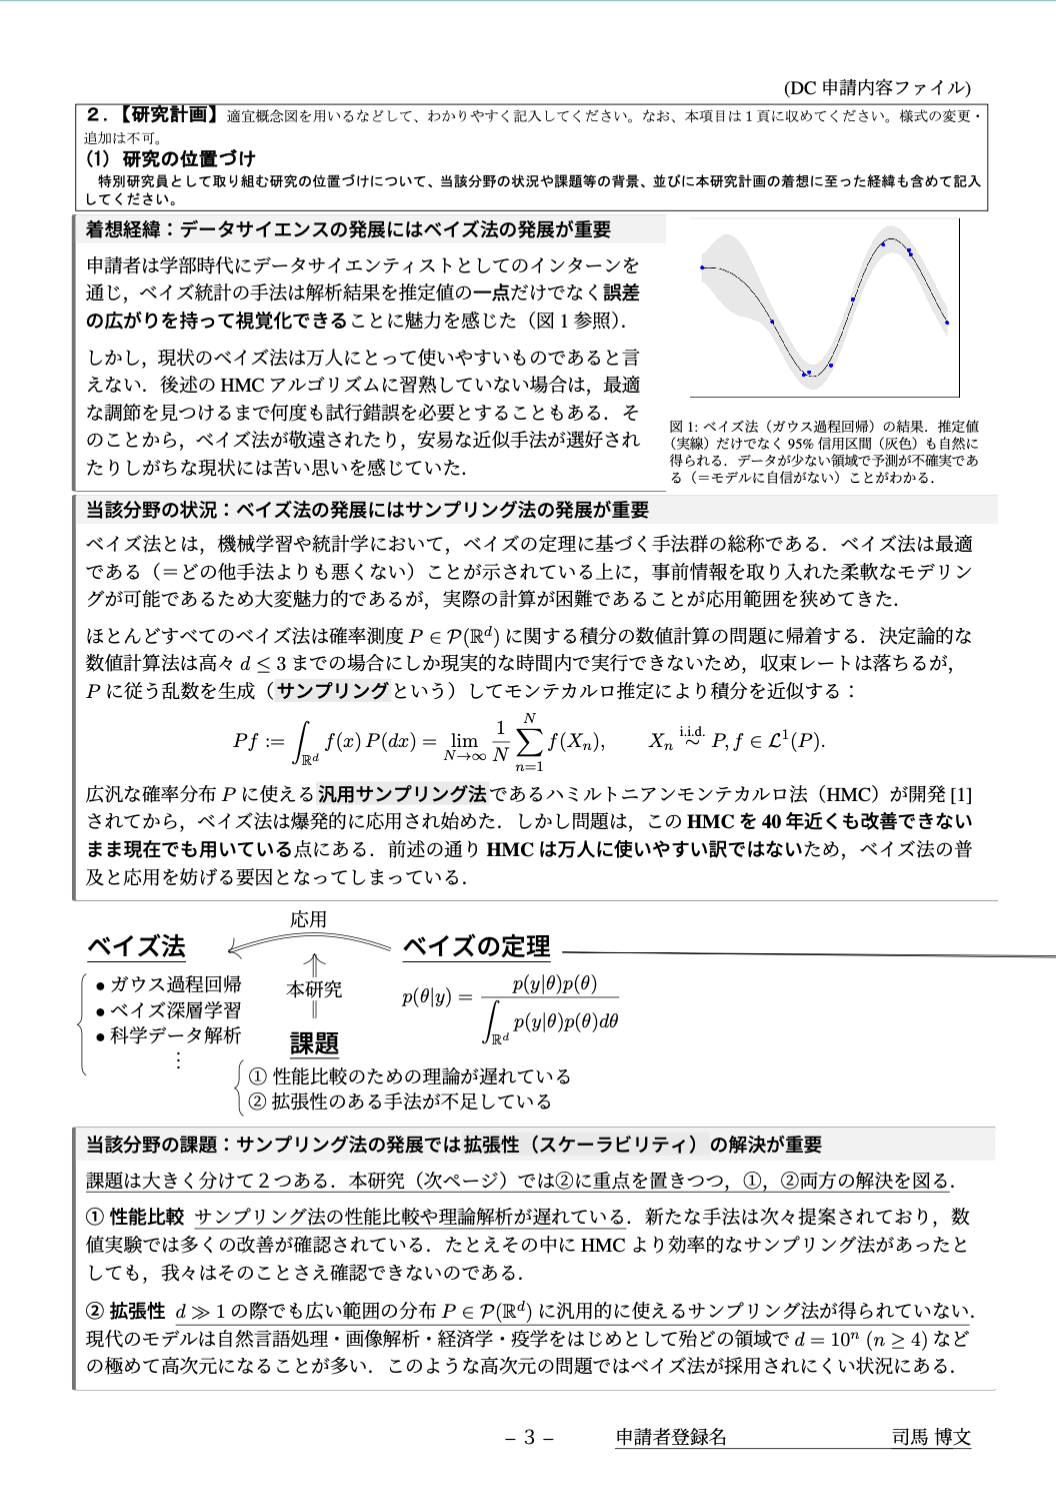 (DC 申請内容ファイル)
２．【研究計画】適宜概念図を用いるなどして、わかりやすく記入してください。なお、本項目は１頁に収めてください。様式の変更・
追加は不可。
(1) 研究の位置づけ
特別研究員として取り組む研究の位置づけについて、当該分野の状況や課題等の背景、並びに本研究計画の着想に至った経緯も含めて記入
してください。
着想経緯：データサイエンスの発展にはベイズ法の発展が重要
申請者は学部時代にデータサイエンティストとしてのインターンを
通じ，ベイズ統計の手法は解析結果を推定値の一点だけでなく誤差
の広がりを持って視覚化できることに魅力を感じた（図 1 参照）．
しかし，現状のベイズ法は万人にとって使いやすいものであると言
えない．後述の HMC アルゴリズムに習熟していない場合は，最適
な調節を見つけるまで何度も試行錯誤を必要とすることもある．そ
のことから，ベイズ法が敬遠されたり，安易な近似手法が選好され
たりしがちな現状には苦い思いを感じていた．
図 1: ベイズ法（ガウス過程回帰）の結果．推定値
（実線）だけでなく 95% 信用区間（灰色）も自然に
得られる．データが少ない領域で予測が不確実であ
る（＝モデルに自信がない）ことがわかる．
当該分野の状況：ベイズ法の発展にはサンプリング法の発展が重要
ベイズ法とは，機械学習や統計学において，ベイズの定理に基づく手法群の総称である．ベイズ法は最適
である（＝どの他手法よりも悪くない）ことが示されている上に，事前情報を取り入れた柔軟なモデリン
グが可能であるため大変魅力的であるが，実際の計算が困難であることが応用範囲を狭めてきた．
ほとんどすべてのベイズ法は確率測度 P ∈ 𝒫(ℝ^d) に関する積分の数値計算の問題に帰着する．決定論的な
数値計算法は高々 d ≤ 3 までの場合にしか現実的な時間内で実行できないため，収束レートは落ちるが，
P に従う乱数を生成（サンプリングという）してモンテカルロ推定により積分を近似する：
Pf := ∫_{ℝ^d} f(x) P(dx) = lim_{N→∞} 1/N ∑_{n=1}^{N} f(X_n), X_n i.i.d. ∼ P, f ∈ ℒ^1(P).
広汎な確率分布 P に使える汎用サンプリング法であるハミルトニアンモンテカルロ法（HMC）が開発 [1]
されてから，ベイズ法は爆発的に応用され始めた．しかし問題は，この HMC を 40 年近くも改善できない
まま現在でも用いている点にある．前述の通り HMC は万人に使いやすい訳ではないため，ベイズ法の普
及と応用を妨げる要因となってしまっている．
応用
ベイズ法
ベイズの定理
● ガウス過程回帰
● ベイズ深層学習
● 科学データ解析
⋮
本研究
p(θ|y) = p(y|θ)p(θ) / ∫_{ℝ^d} p(y|θ)p(θ)dθ
課題
① 性能比較のための理論が遅れている
② 拡張性のある手法が不足している
当該分野の課題：サンプリング法の発展では拡張性（スケーラビリティ）の解決が重要
課題は大きく分けて 2 つある．本研究（次ページ）では②に重点を置きつつ，①，②両方の解決を図る．
① 性能比較 サンプリング法の性能比較や理論解析が遅れている．新たな手法は次々提案されており，数
値実験では多くの改善が確認されている．たとえその中に HMC より効率的なサンプリング法があったと
しても，我々はそのことさえ確認できないのである．
② 拡張性 d ≫ 1 の際でも広い範囲の分布 P ∈ 𝒫(ℝ^d) に汎用的に使えるサンプリング法が得られていない．
現代のモデルは自然言語処理・画像解析・経済学・疫学をはじめとして殆どの領域で d = 10^n (n ≥ 4) など
の極めて高次元になることが多い．このような高次元の問題ではベイズ法が採用されにくい状況にある．
– 3 –
申請者登録名 司馬 博文